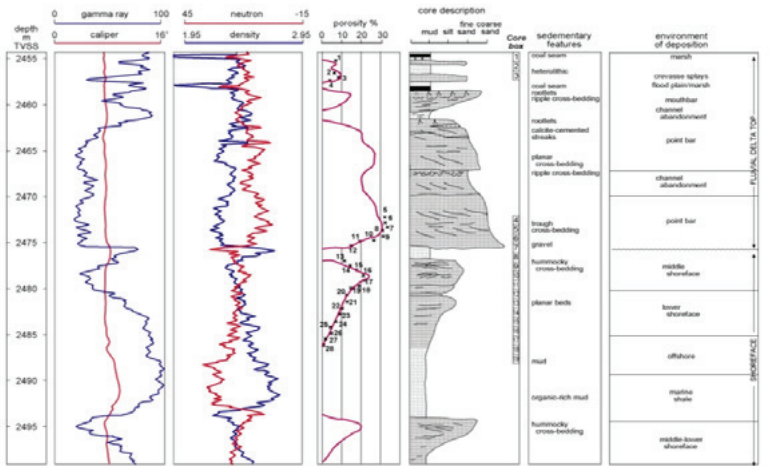 depth
m
TVSS
0 gamma ray 100
0 caliper 16"
45 neutron -15
1.95 density 2.95
porosity %
0 10 20 30
core description
mud silt fine sand coarse sand
Core box
sedementary
features
environment
of deposition
2455
2460
2465
2470
2475
2480
2485
2490
2495
1
2
3
4
5
6
7
8
9
10
11
12
13
14
15
16
17
18
19
20
21
22
23
24
25
26
27
28
coal seam
heterolithic
coal seam
rootlets
ripple cross-bedding
rootlets
calcite-cemented
streaks
planar
cross-bedding
ripple cross-bedding
trough
cross-bedding
gravel
hummocky
cross-bedding
planar beds
mud
organic-rich mud
hummocky
cross-bedding
marsh
crevasse splays
flood plain/marsh
mouthbar
channel
abandonment
point bar
channel
abandonment
point bar
middle
shoreface
lower
shoreface
offshore
marine
shale
middle-lower
shoreface
FLUVIAL DELTA TOP
SHOREFACE